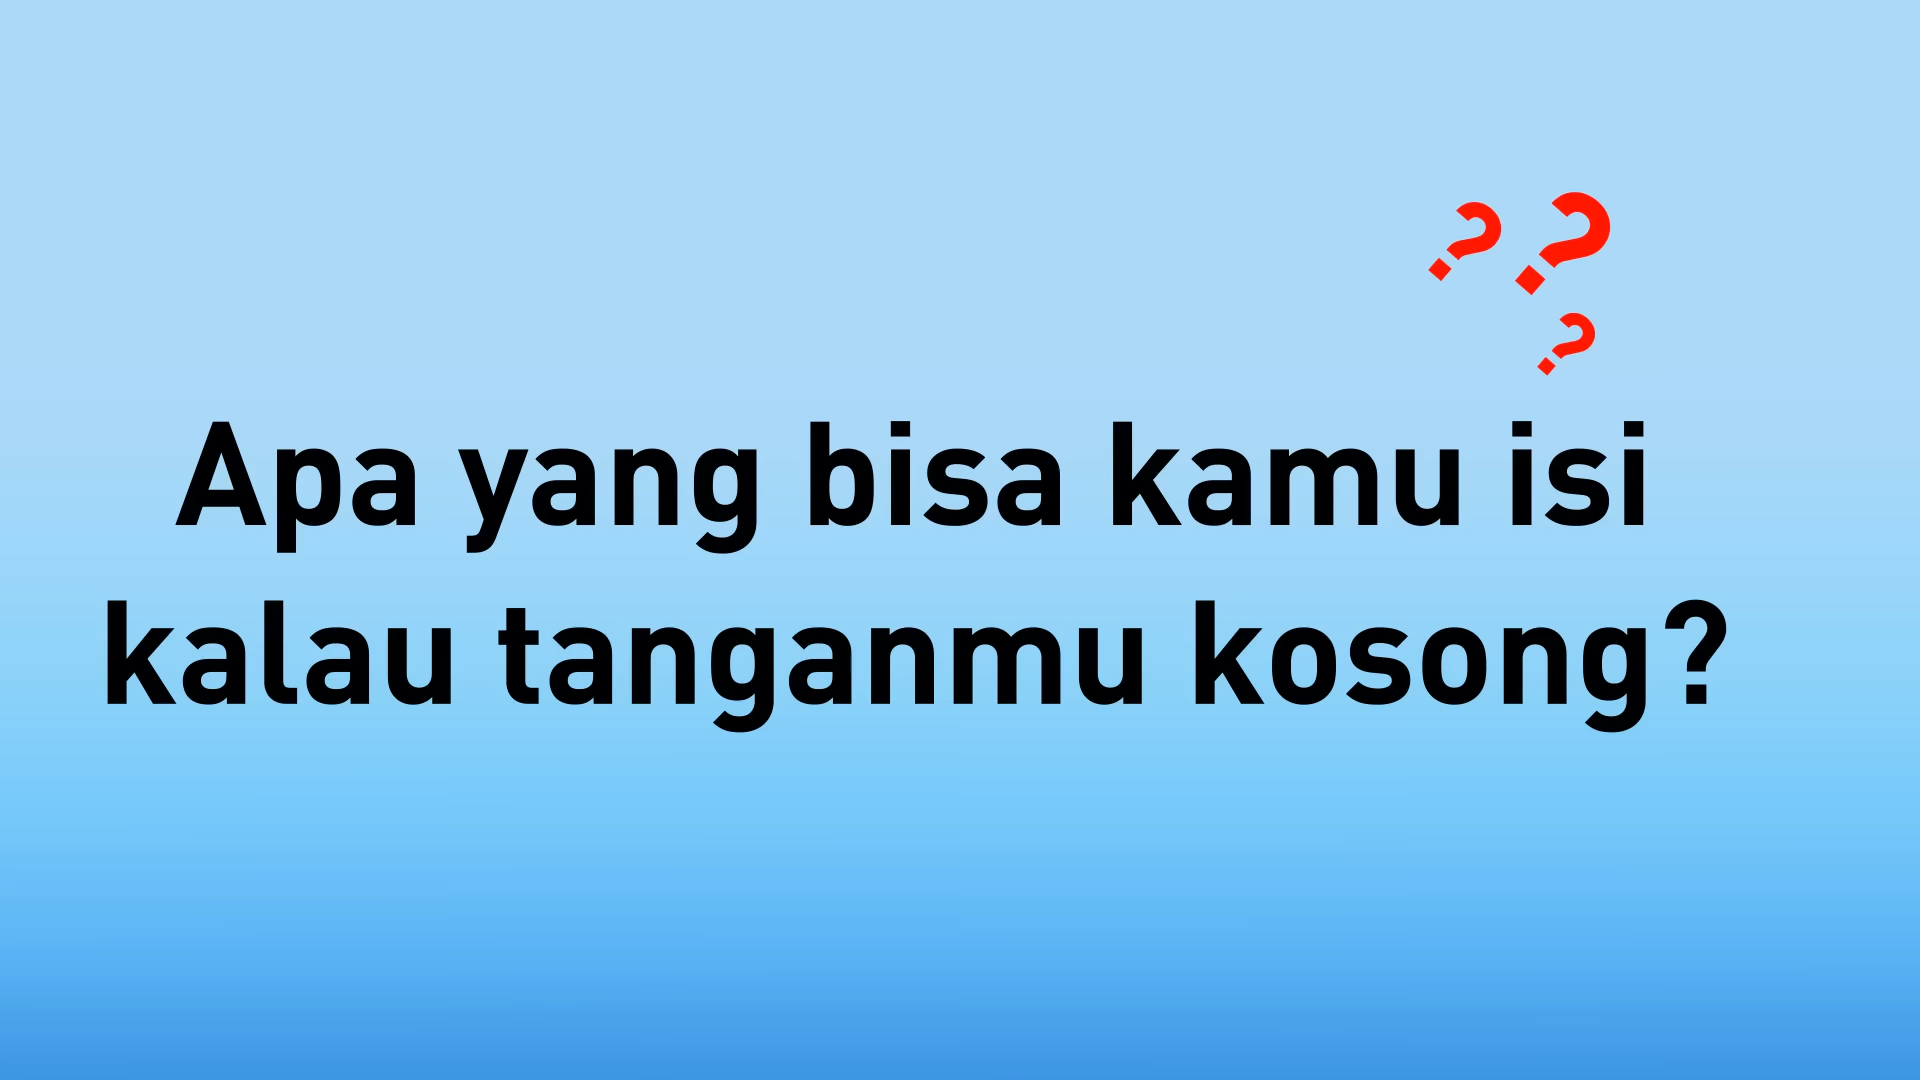 ? ?
?
Apa yang bisa kamu isi
kalau tanganmu kosong?